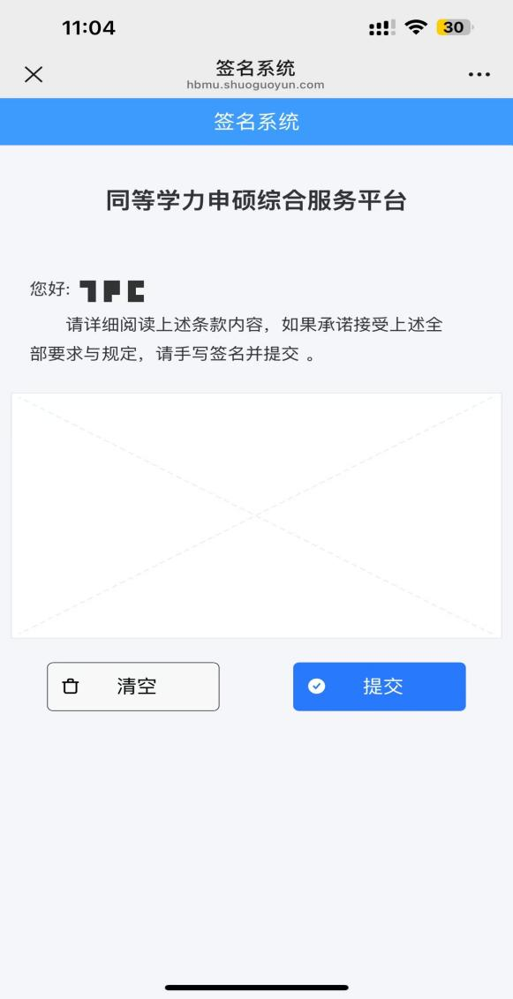 11:04
30
签名系统
hbmu.shuoguoyun.com
签名系统
同等学力申硕综合服务平台
您好:
请详细阅读上述条款内容，如果承诺接受上述全
部要求与规定，请手写签名并提交 。
清空
提交